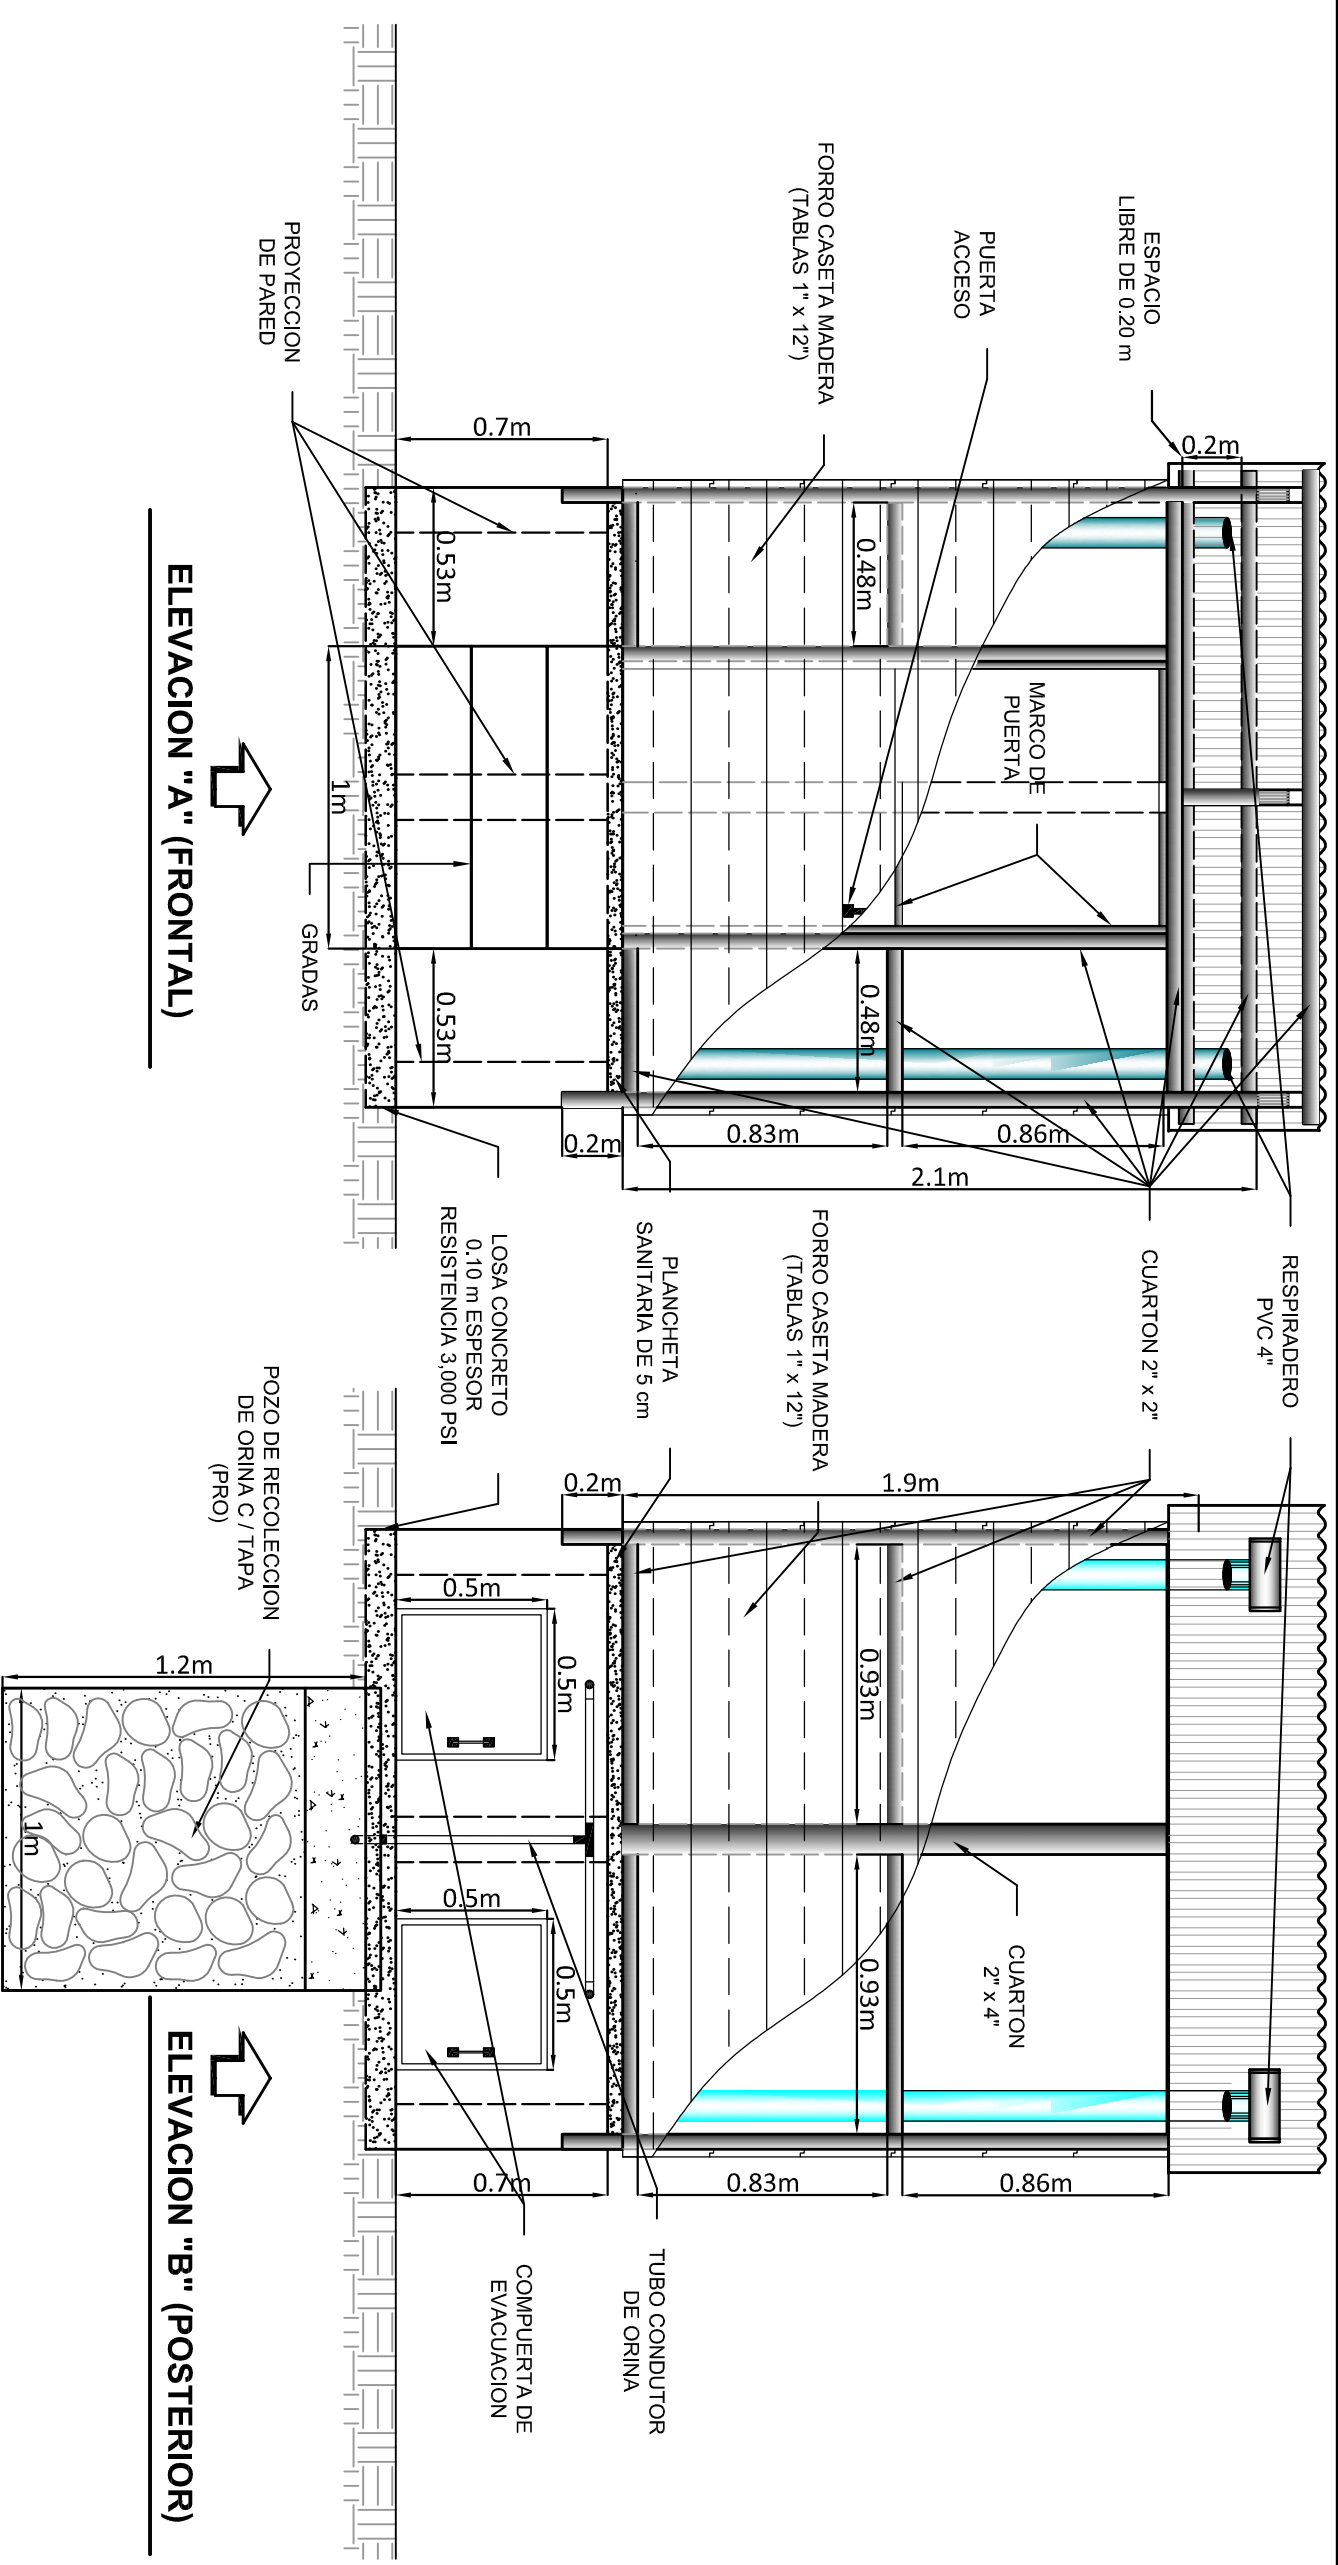 ESPACIO
LIBRE DE 0.20 m
PUERTA
ACCESO
FORRO CASETA MADERA
(TABLAS 1" x 12")
PROYECCION
DE PARED
0.2m
0.7m
0.48m
0.53m
MARCO DE
PUERTA
1m
GRADAS
0.48m
0.53m
0.86m
0.83m
0.2m
2.1m
ELEVACION "A" (FRONTAL)
RESPIRADERO
PVC 4"
CUARTON 2" x 2"
FORRO CASETA MADERA
(TABLAS 1" x 12")
PLANCHETA
SANITARIA DE 5 cm
LOSA CONCRETO
0.10 m ESPESOR
RESISTENCIA 3,000 PSI
POZO DE RECOLECCION
DE ORINA C / TAPA
(PRO)
1.9m
0.2m
0.93m
0.5m
0.5m
1.2m
1m
0.93m
0.5m
0.5m
CUARTON
2" x 4"
0.86m
0.83m
0.7m
TUBO CONDUTOR
DE ORINA
COMPUERTA DE
EVACUACION
ELEVACION "B" (POSTERIOR)